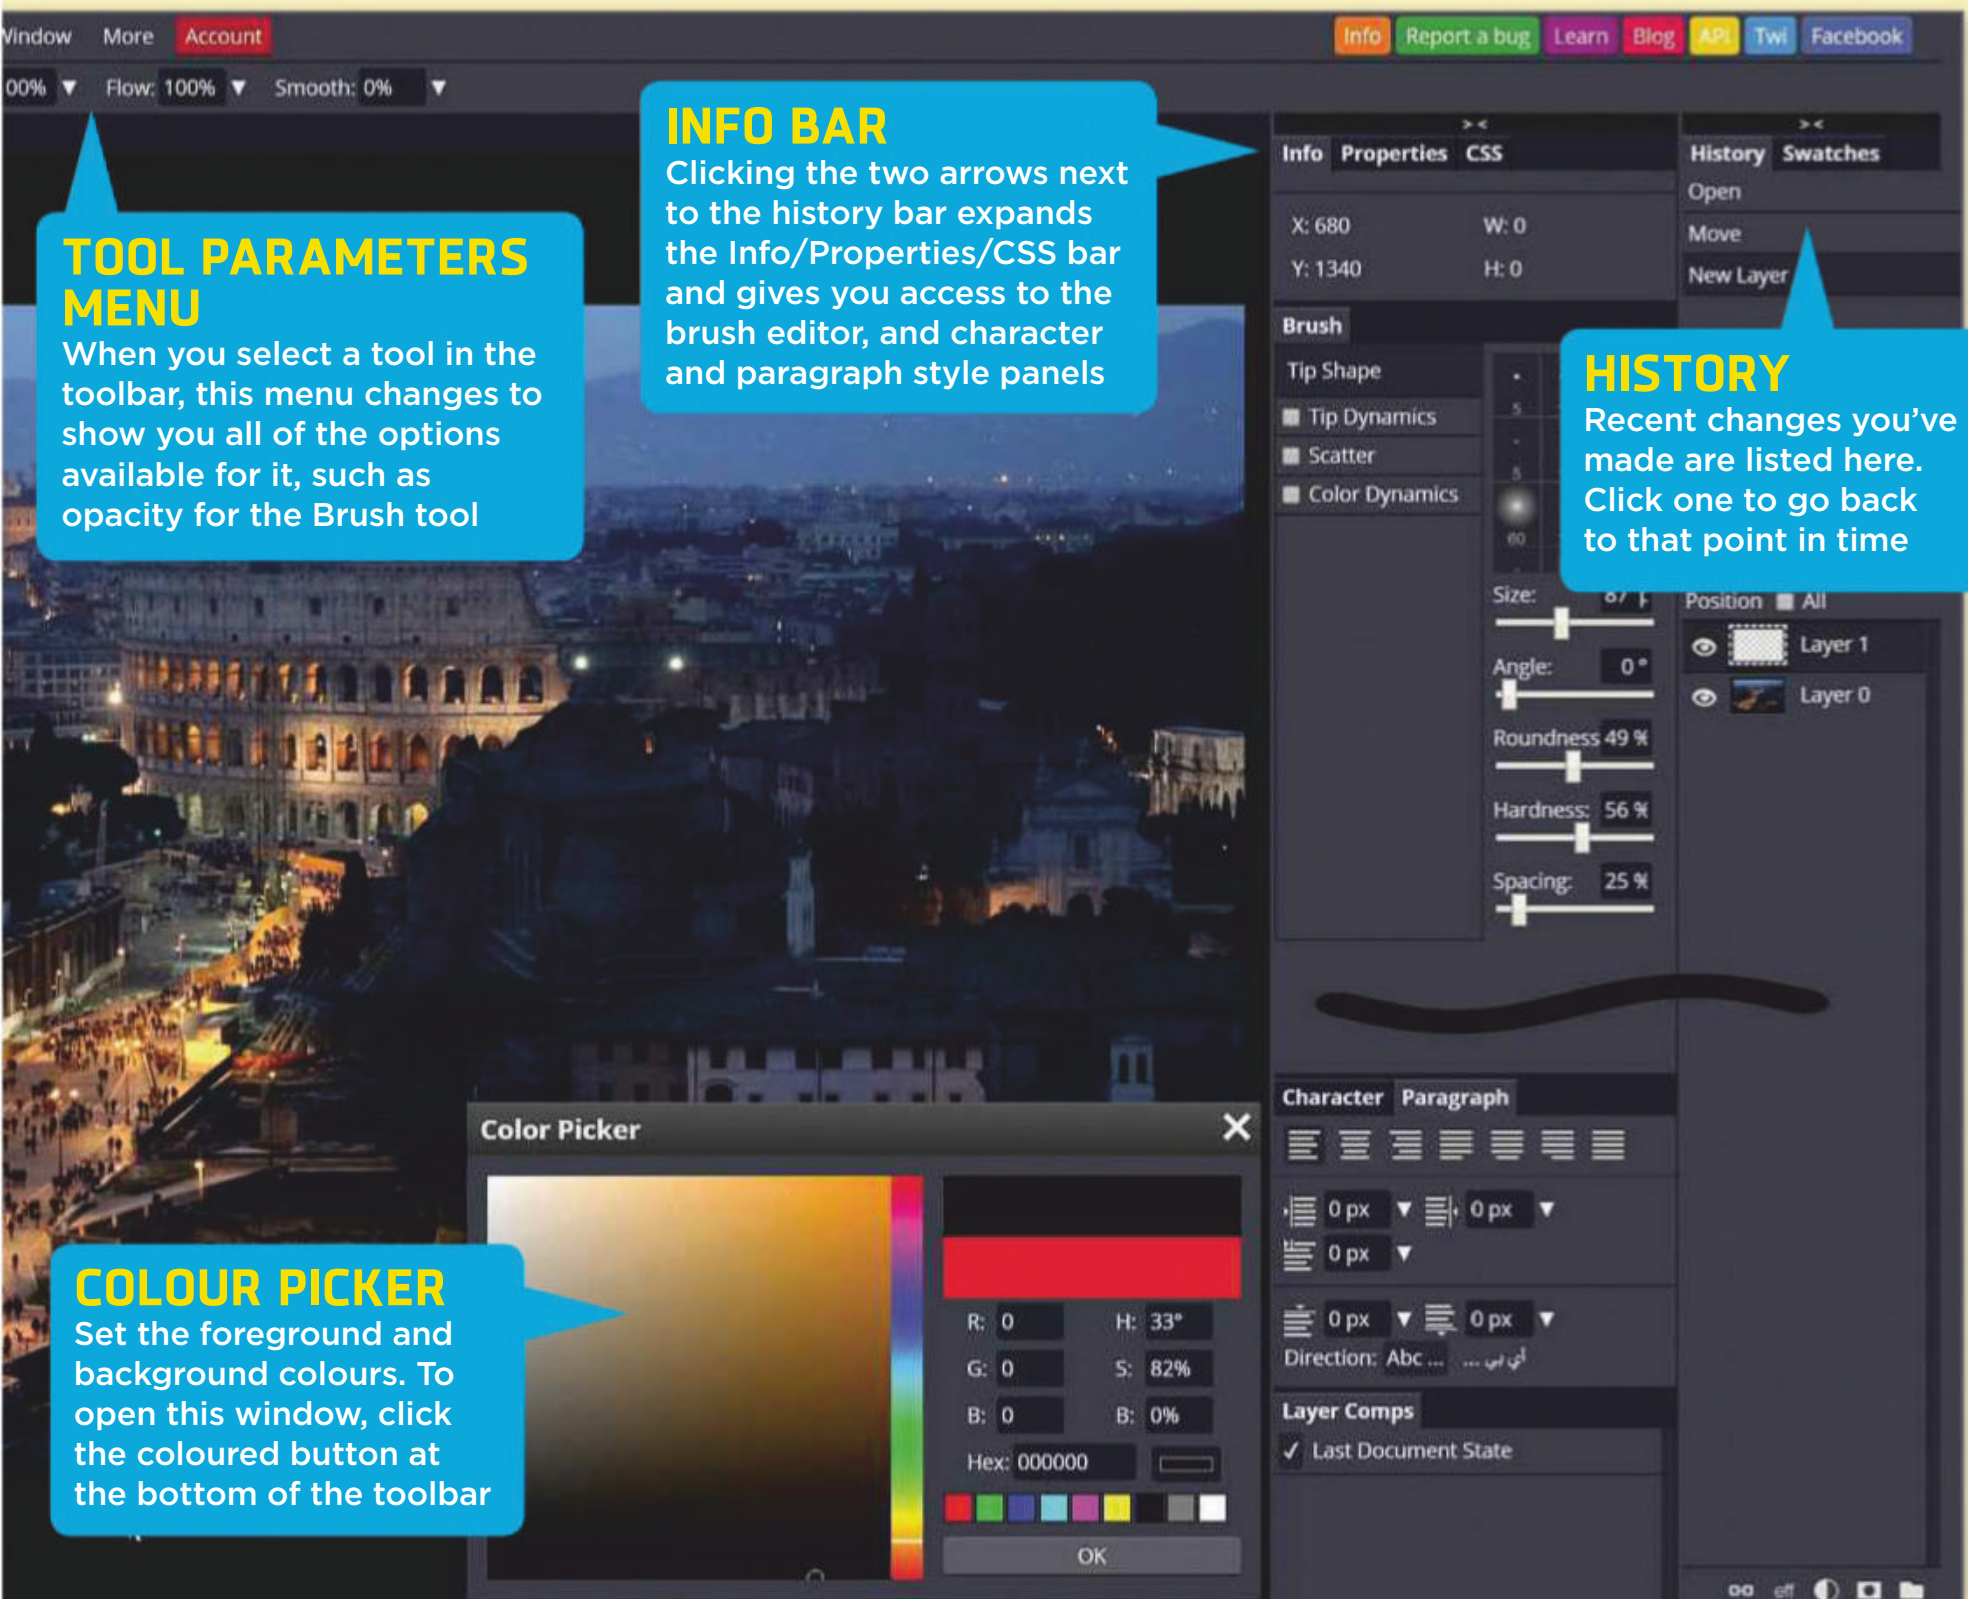 Window More Account Info Report a bug Learn Blog API Twi Facebook
00% ▼ Flow: 100% ▼ Smooth: 0% ▼
TOOL PARAMETERS
MENU
When you select a tool in the
toolbar, this menu changes to
show you all of the options
available for it, such as
opacity for the Brush tool
INFO BAR
Clicking the two arrows next
to the history bar expands
the Info/Properties/CSS bar
and gives you access to the
brush editor, and character
and paragraph style panels
> <
Info Properties CSS
X: 680 W: 0
Y: 1340 H: 0
Brush
Tip Shape
Tip Dynamics
Scatter
Color Dynamics
5
5
60
Size: 87
Angle: 0°
Roundness 49 %
Hardness: 56 %
Spacing: 25 %
> <
History Swatches
Open
Move
New Layer
HISTORY
Recent changes you've
made are listed here.
Click one to go back
to that point in time
Position All
Layer 1
Layer 0
Character Paragraph
0 px ▼ 0 px ▼
0 px ▼
0 px ▼ 0 px ▼
Direction: Abc ... ... أي بي
Layer Comps
✓ Last Document State
eff
COLOUR PICKER
Set the foreground and
background colours. To
open this window, click
the coloured button at
the bottom of the toolbar
Color Picker
R: 0 H: 33°
G: 0 S: 82%
B: 0 B: 0%
Hex: 000000
OK